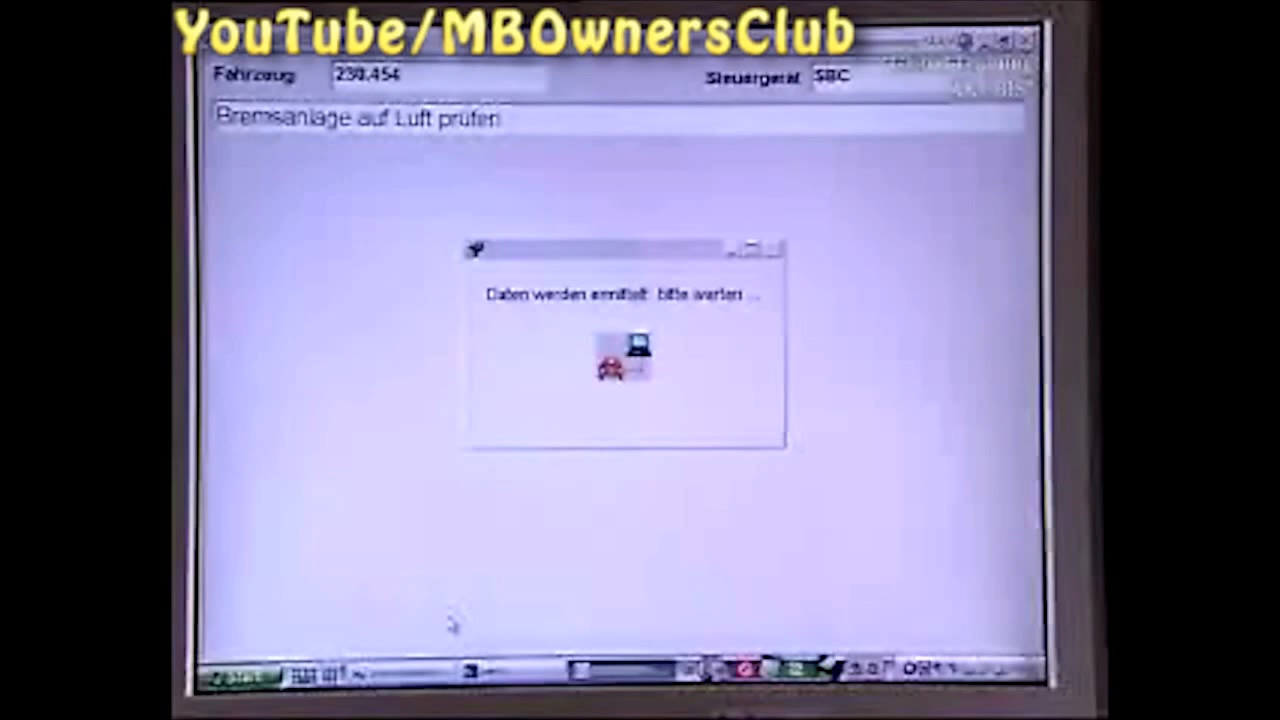 YouTube/MBOwnersClub
Fahrzeug 230.454 Steuergerät SBC
Bremsanlage auf Luft prüfen
Daten werden ermittelt bitte warten ...